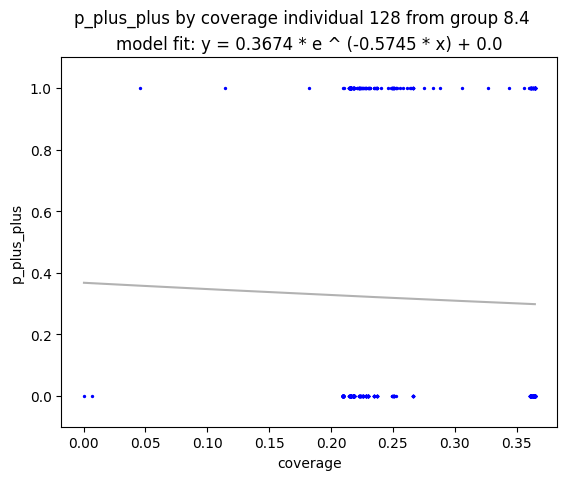 p_plus_plus by coverage individual 128 from group 8.4
model fit: y = 0.3674 * e ^ (-0.5745 * x) + 0.0
1.0
0.8
0.6
0.4
0.2
0.0
p_plus_plus
0.00 0.05 0.10 0.15 0.20 0.25 0.30 0.35
coverage